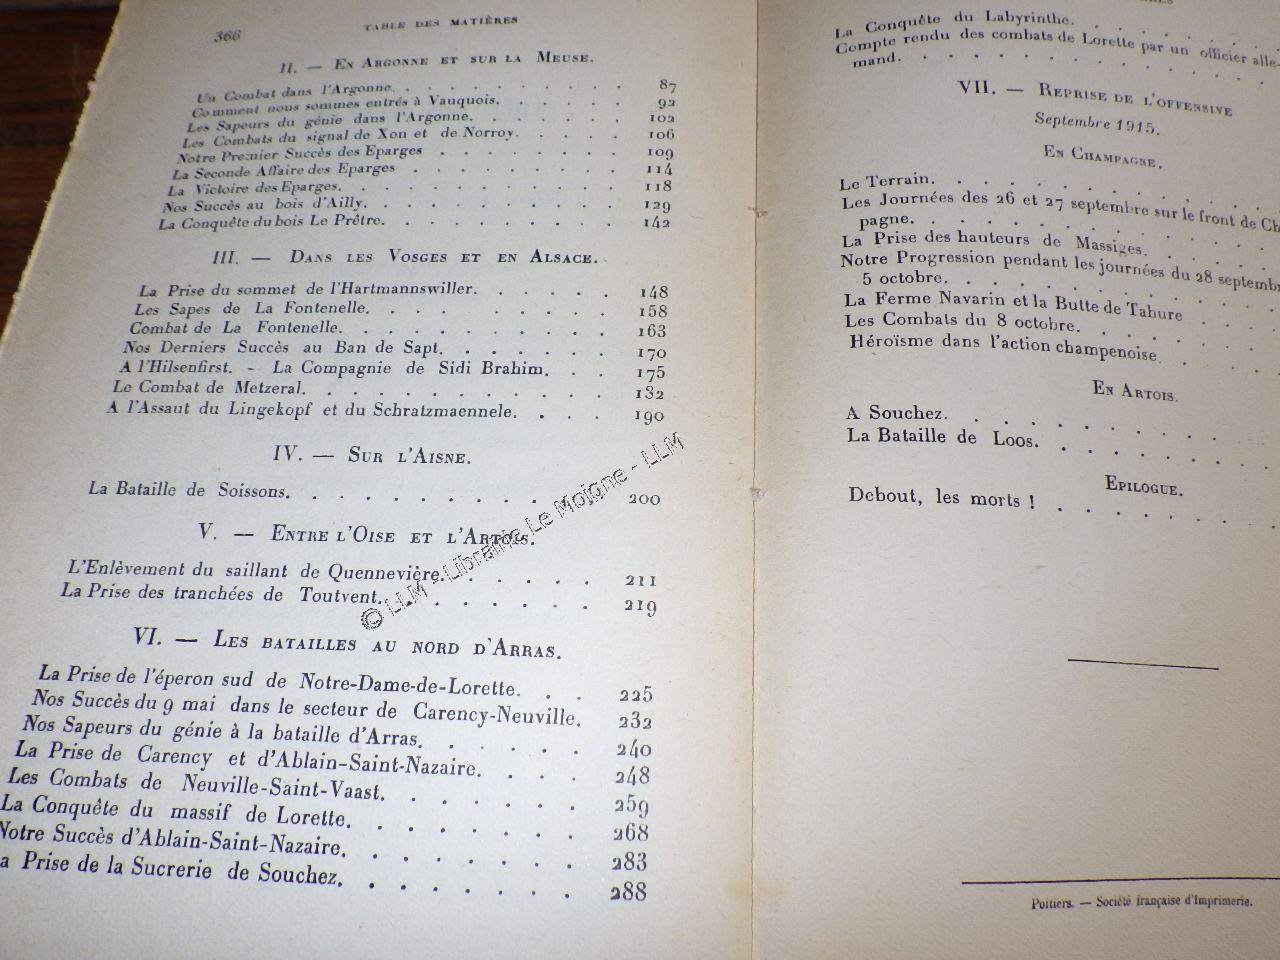 366
TABLE DES MATIÈRES
II. — En Argonne et sur la Meuse.
Un Combat dans l'Argonne. 87
Comment nous sommes entrés à Vauquois. 92
Les Sapeurs du génie dans l'Argonne. 102
Les Combats du signal de Xon et de Norroy. 106
Notre Premier Succès des Eparges 109
La Seconde Affaire des Eparges 114
La Victoire des Eparges. 118
Nos Succès au bois d'Ailly. 129
La Conquête du bois Le Prêtre. 142
III. — Dans les Vosges et en Alsace.
La Prise du sommet de l'Hartmannswiller. 148
Les Sapes de La Fontenelle. 158
Combat de La Fontenelle. 163
Nos Derniers Succès au Ban de Sapt. 170
A l'Hilsenfirst. - La Compagnie de Sidi Brahim. 175
Le Combat de Metzeral. 182
A l'Assaut du Lingekopf et du Schratzmaennele. 190
IV. — Sur l'Aisne.
La Bataille de Soissons. 200
V. — Entre l'Oise et l'Artois.
L'Enlèvement du saillant de Quennevière. 211
La Prise des tranchées de Toutvent. 219
VI. — Les batailles au nord d'Arras.
La Prise de l'éperon sud de Notre-Dame-de-Lorette. 225
Nos Succès du 9 mai dans le secteur de Carency-Neuville. 232
Nos Sapeurs du génie à la bataille d'Arras. 240
La Prise de Carency et d'Ablain-Saint-Nazaire. 248
Les Combats de Neuville-Saint-Vaast. 259
La Conquête du massif de Lorette. 268
Notre Succès d'Ablain-Saint-Nazaire. 283
a Prise de la Sucrerie de Souchez. 288
© LLM - Librairie Le Moigne - LLM
La Conquête du Labyrinthe.
Compte rendu des combats de Lorette par un officier alle-
mand.
VII. — Reprise de l'offensive
Septembre 1915.
En Champagne.
Le Terrain.
Les Journées des 26 et 27 septembre sur le front de Ch
pagne.
La Prise des hauteurs de Massiges.
Notre Progression pendant les journées du 28 septemb
5 octobre.
La Ferme Navarin et la Butte de Tahure
Les Combats du 8 octobre.
Héroïsme dans l'action champenoise.
En Artois.
A Souchez.
La Bataille de Loos.
Epilogue.
Debout, les morts !
Poitiers. — Société française d'Imprimerie.